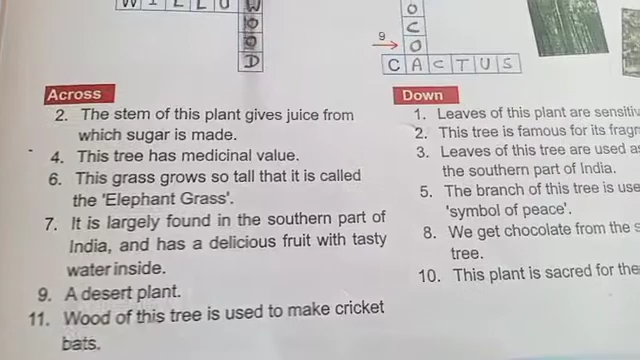 WILLOW
O
O
D
O
C
O
9
CACTUS
Across
2. The stem of this plant gives juice from
which sugar is made.
4. This tree has medicinal value.
6. This grass grows so tall that it is called
the 'Elephant Grass'.
7. It is largely found in the southern part of
India, and has a delicious fruit with tasty
water inside.
9. A desert plant.
11. Wood of this tree is used to make cricket
bats.
Down
1. Leaves of this plant are
2. This tree is famous for its
3. Leaves of this tree are used
the southern part of India.
5. The branch of this tree is
'symbol of peace'.
8. We get chocolate from the
tree.
10. This plant is sacred for the